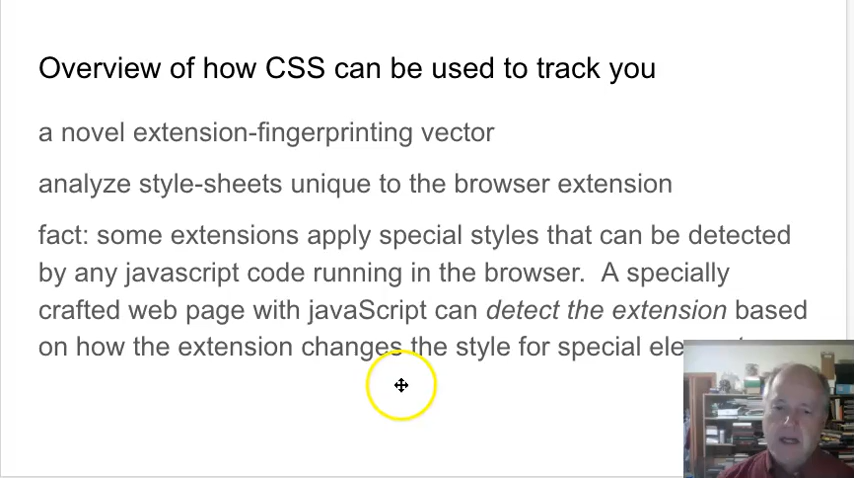 Overview of how CSS can be used to track you
a novel extension-fingerprinting vector
analyze style-sheets unique to the browser extension
fact: some extensions apply special styles that can be detected
by any javascript code running in the browser.  A specially
crafted web page with javaScript can detect the extension based
on how the extension changes the style for special